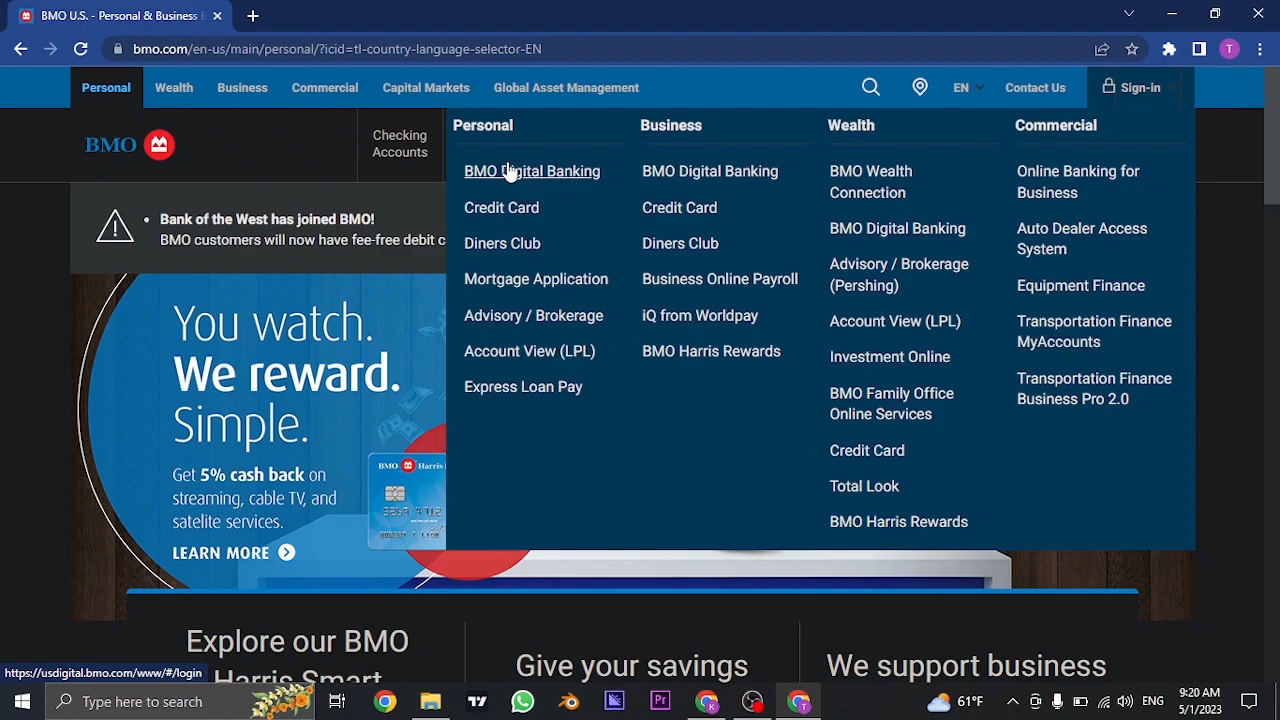 BMO U.S. - Personal & Business
bmo.com/en-us/main/personal/?icid=tl-country-language-selector-EN
T
Personal
Wealth
Business
Commercial
Capital Markets
Global Asset Management
EN
Contact Us
Sign-in
BMO
Checking
Accounts
Personal
BMO Digital Banking
Credit Card
Diners Club
Mortgage Application
Advisory / Brokerage
Account View (LPL)
Express Loan Pay
Business
BMO Digital Banking
Credit Card
Diners Club
Business Online Payroll
iQ from Worldpay
BMO Harris Rewards
Wealth
BMO Wealth
Connection
BMO Digital Banking
Advisory / Brokerage
(Pershing)
Account View (LPL)
Investment Online
BMO Family Office
Online Services
Credit Card
Total Look
BMO Harris Rewards
Commercial
Online Banking for
Business
Auto Dealer Access
System
Equipment Finance
Transportation Finance
MyAccounts
Transportation Finance
Business Pro 2.0
• Bank of the West has joined BMO!
BMO customers will now have fee-free debit c
You watch.
We reward.
Simple.
Get 5% cash back on
streaming, cable TV, and
satelite services.
LEARN MORE
BMO Harris
Explore our BMO
Harris Smart
Give your savings
We support business
https://usdigital.bmo.com/www/#/login
Type here to search
Pr
K
T
61°F
ENG
9:20 AM
5/1/2023